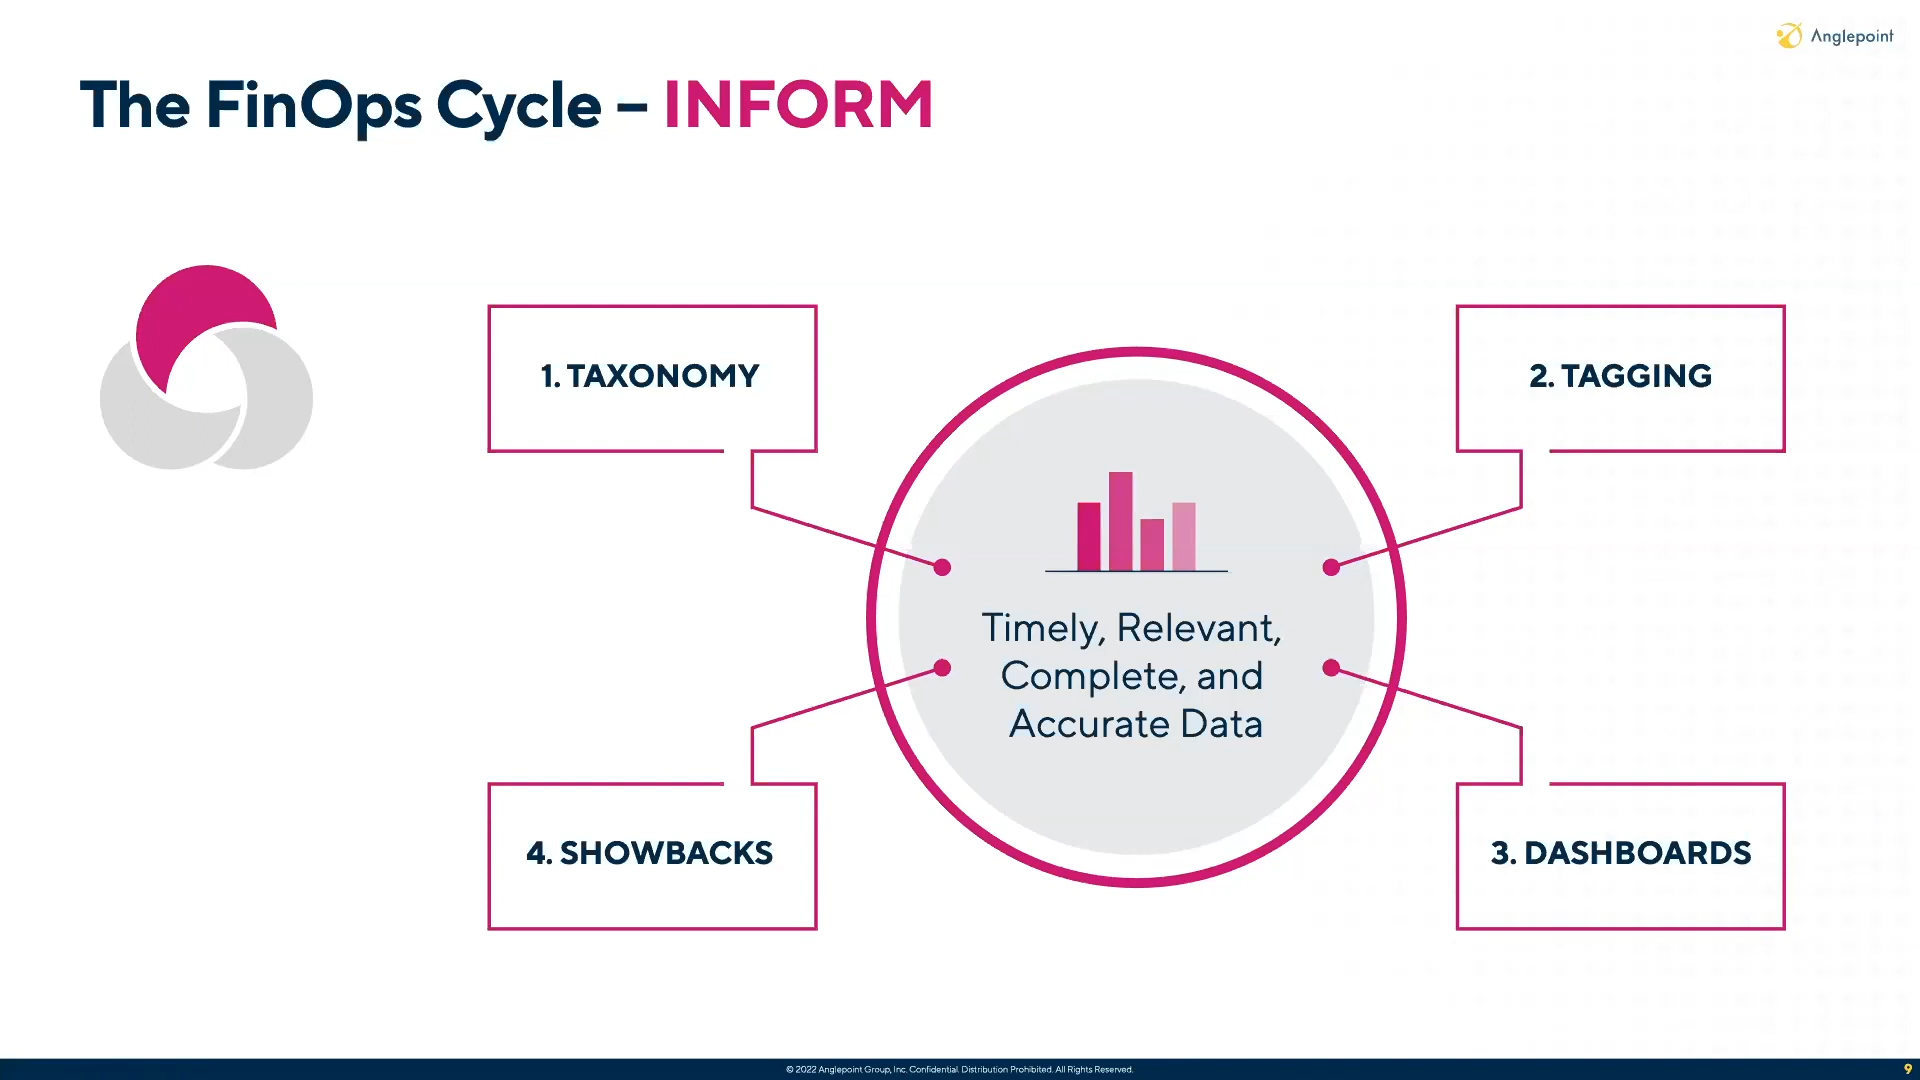 Anglepoint
The FinOps Cycle – INFORM
1. TAXONOMY
2. TAGGING
Timely, Relevant,
Complete, and
Accurate Data
4. SHOWBACKS
3. DASHBOARDS
© 2022 Anglepoint Group, Inc. Confidential. Distribution Prohibited. All Rights Reserved.
9